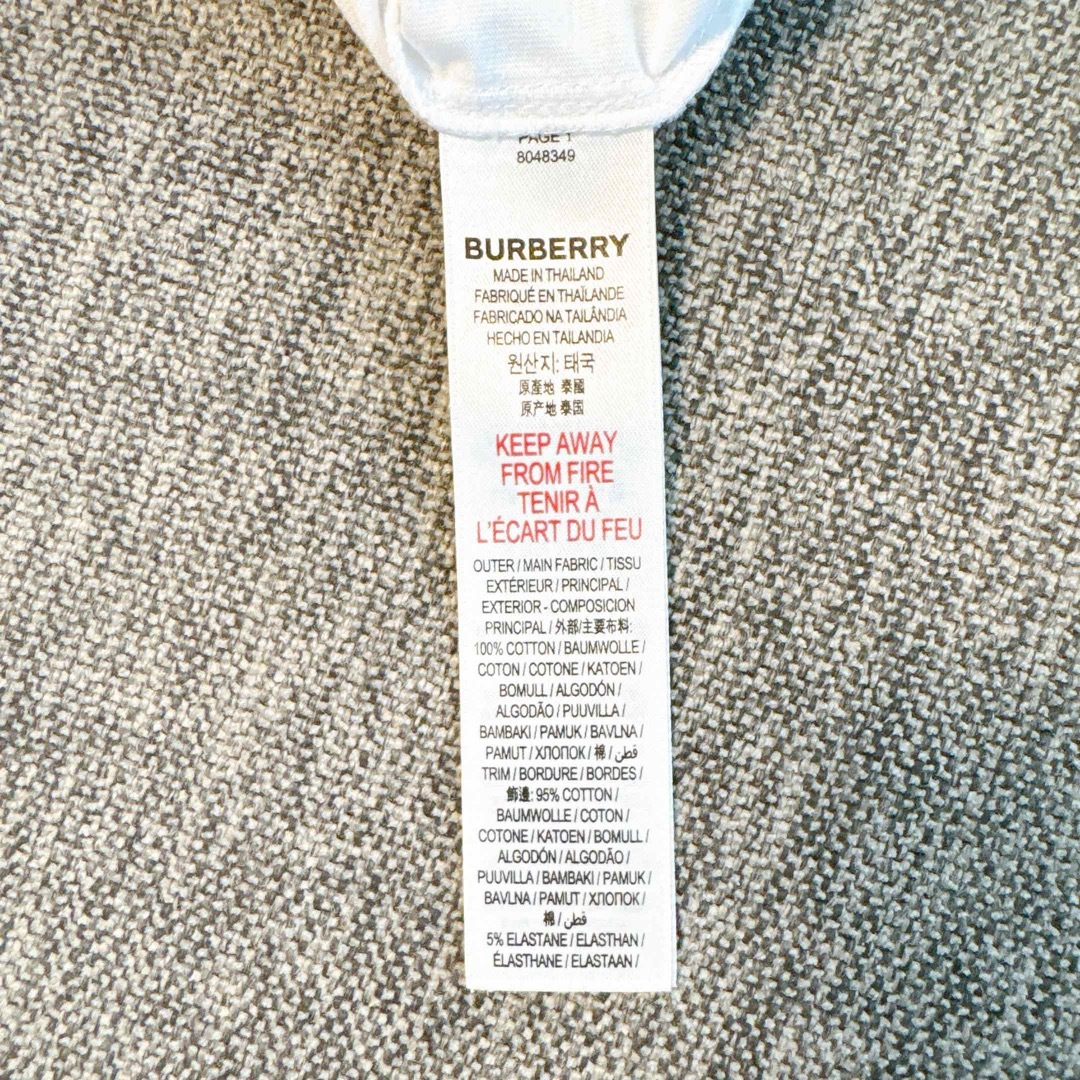 PAGE 1
8048349
BURBERRY
MADE IN THAILAND
FABRIQUÉ EN THAÏLANDE
FABRICADO NA TAILÂNDIA
HECHO EN TAILANDIA
원산지: 태국
原產地 泰國
原产地 泰国
KEEP AWAY
FROM FIRE
TENIR À
L'ÉCART DU FEU
OUTER / MAIN FABRIC / TISSU
EXTÉRIEUR / PRINCIPAL /
EXTERIOR - COMPOSICION
PRINCIPAL / 外部/主要布料:
100% COTTON / BAUMWOLLE /
COTON / COTONE / KATOEN /
BOMULL / ALGODÓN /
ALGODÃO / PUUVILLA /
BAMBAKI / PAMUK / BAVLNA /
PAMUT / ХЛОПОК / 棉 / قطن
TRIM / BORDURE / BORDES /
飾邊: 95% COTTON /
BAUMWOLLE / COTON /
COTONE / KATOEN / BOMULL /
ALGODÓN / ALGODÃO /
PUUVILLA / BAMBAKI / PAMUK /
BAVLNA / PAMUT / ХЛОПОК /
棉 / قطن
5% ELASTANE / ELASTHAN /
ÉLASTHANE / ELASTAAN /